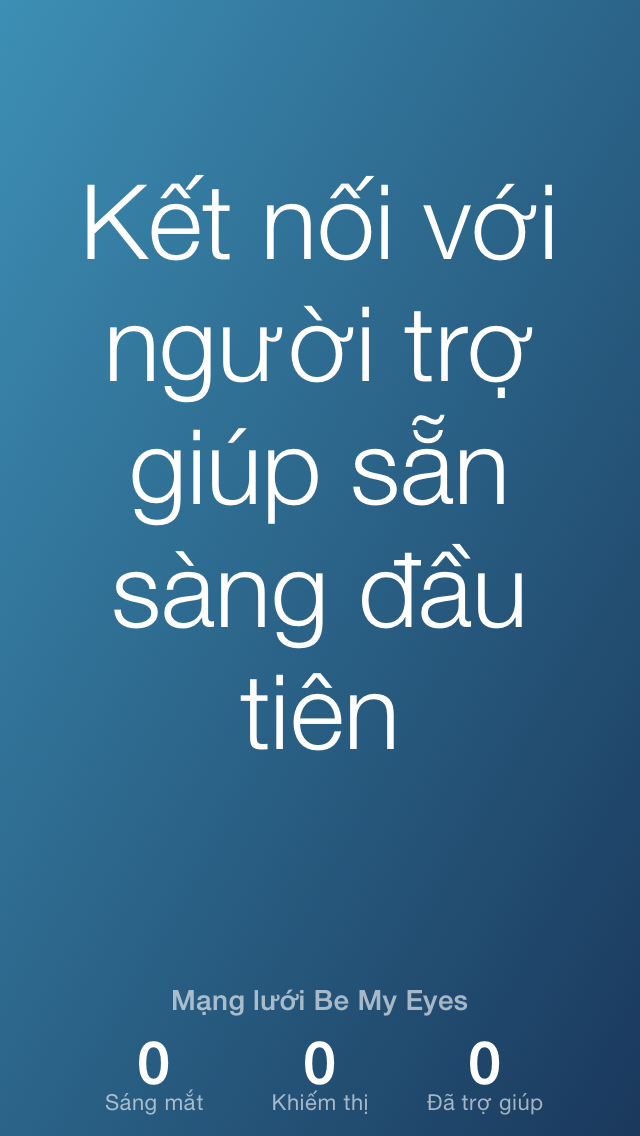 Kết nối với
người trợ
giúp sẵn
sàng đầu
tiên
Mạng lưới Be My Eyes
0 0 0
Sáng mắt Khiếm thị Đã trợ giúp